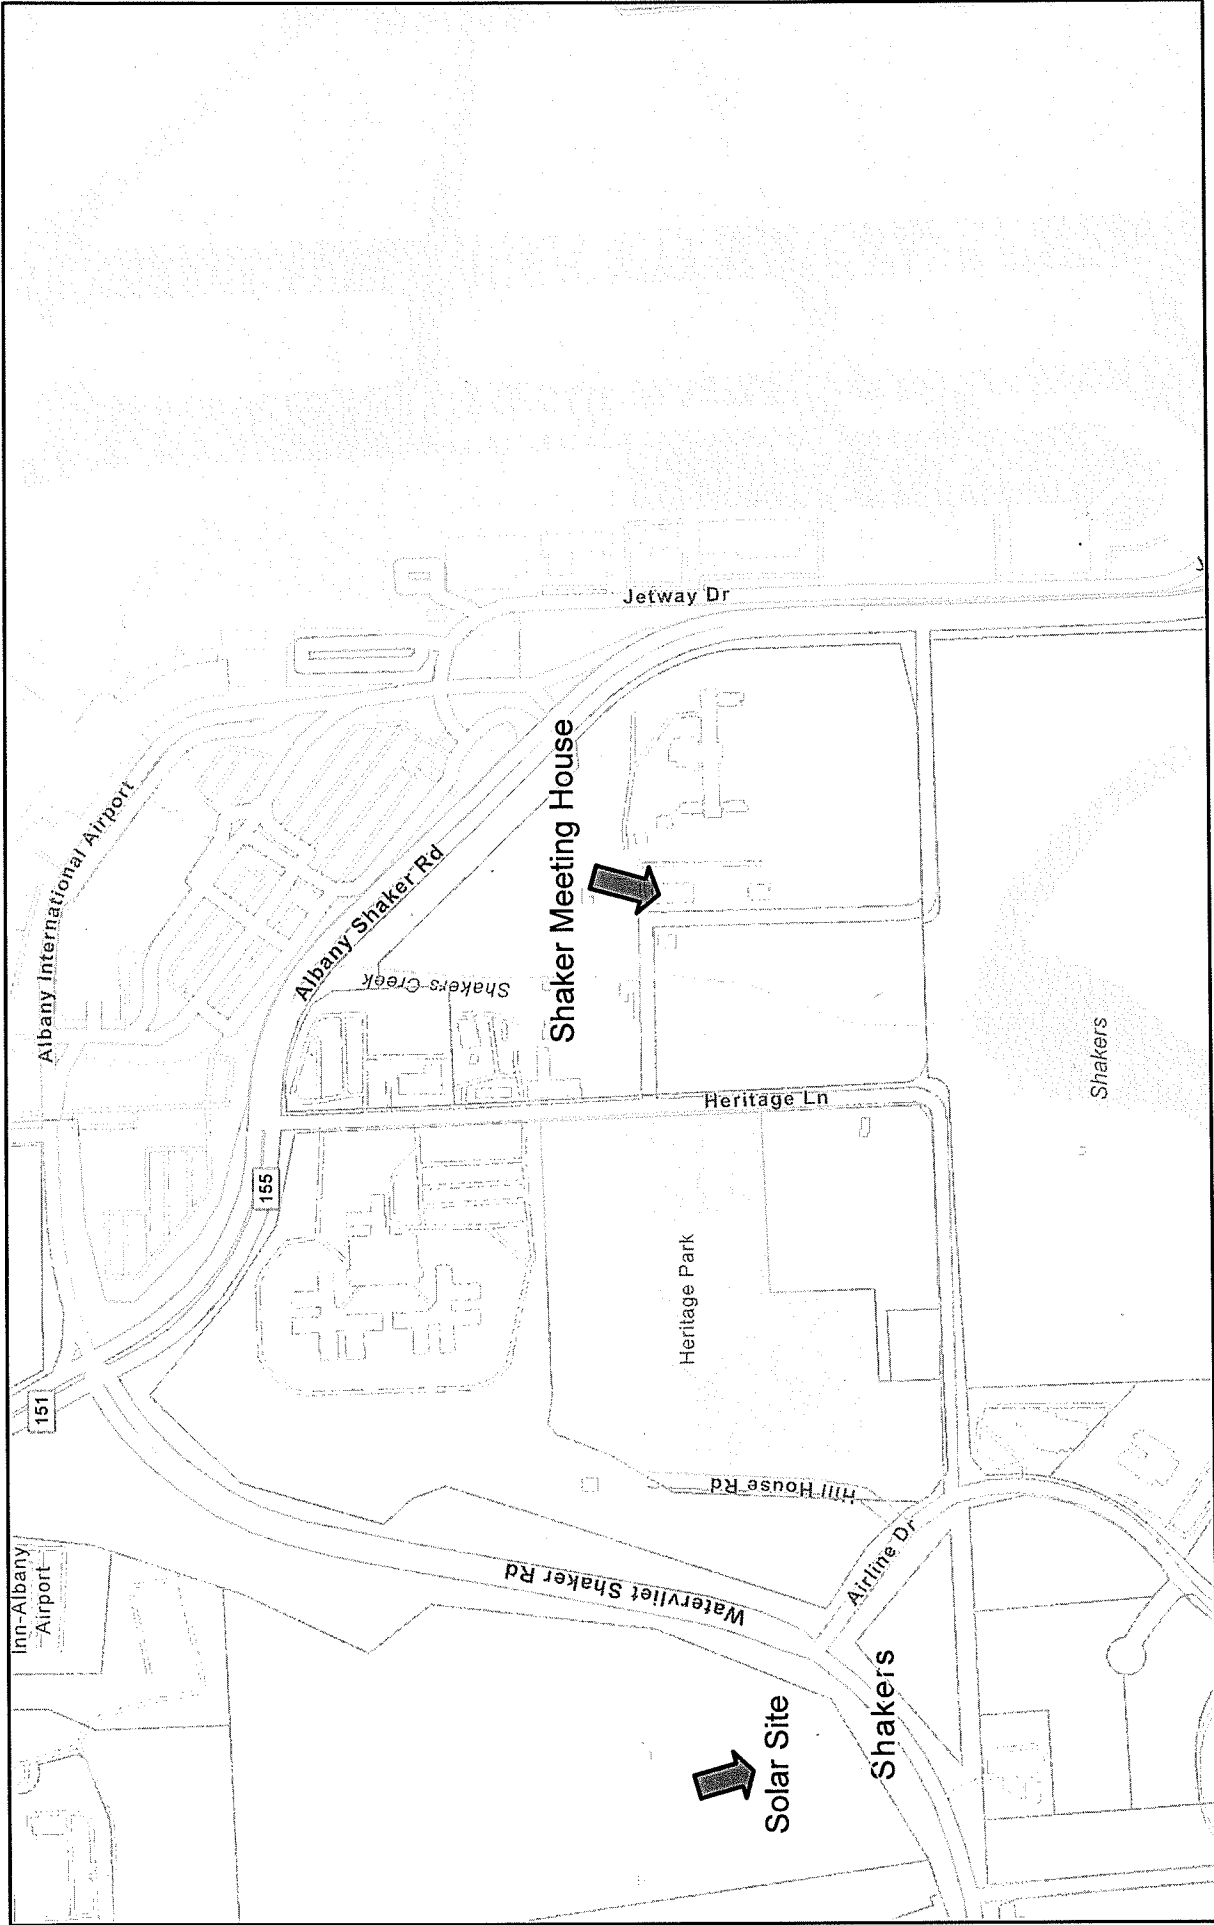 Inn-Albany
Airport
151
Albany International Airport
155
Albany Shaker Rd
Shakers Creek
Shaker Meeting House
Watervliet Shaker Rd
Jetway Dr
Heritage Park
Heritage Ln
Hill House Rd
Solar Site
Airline Dr
Shakers
Shakers